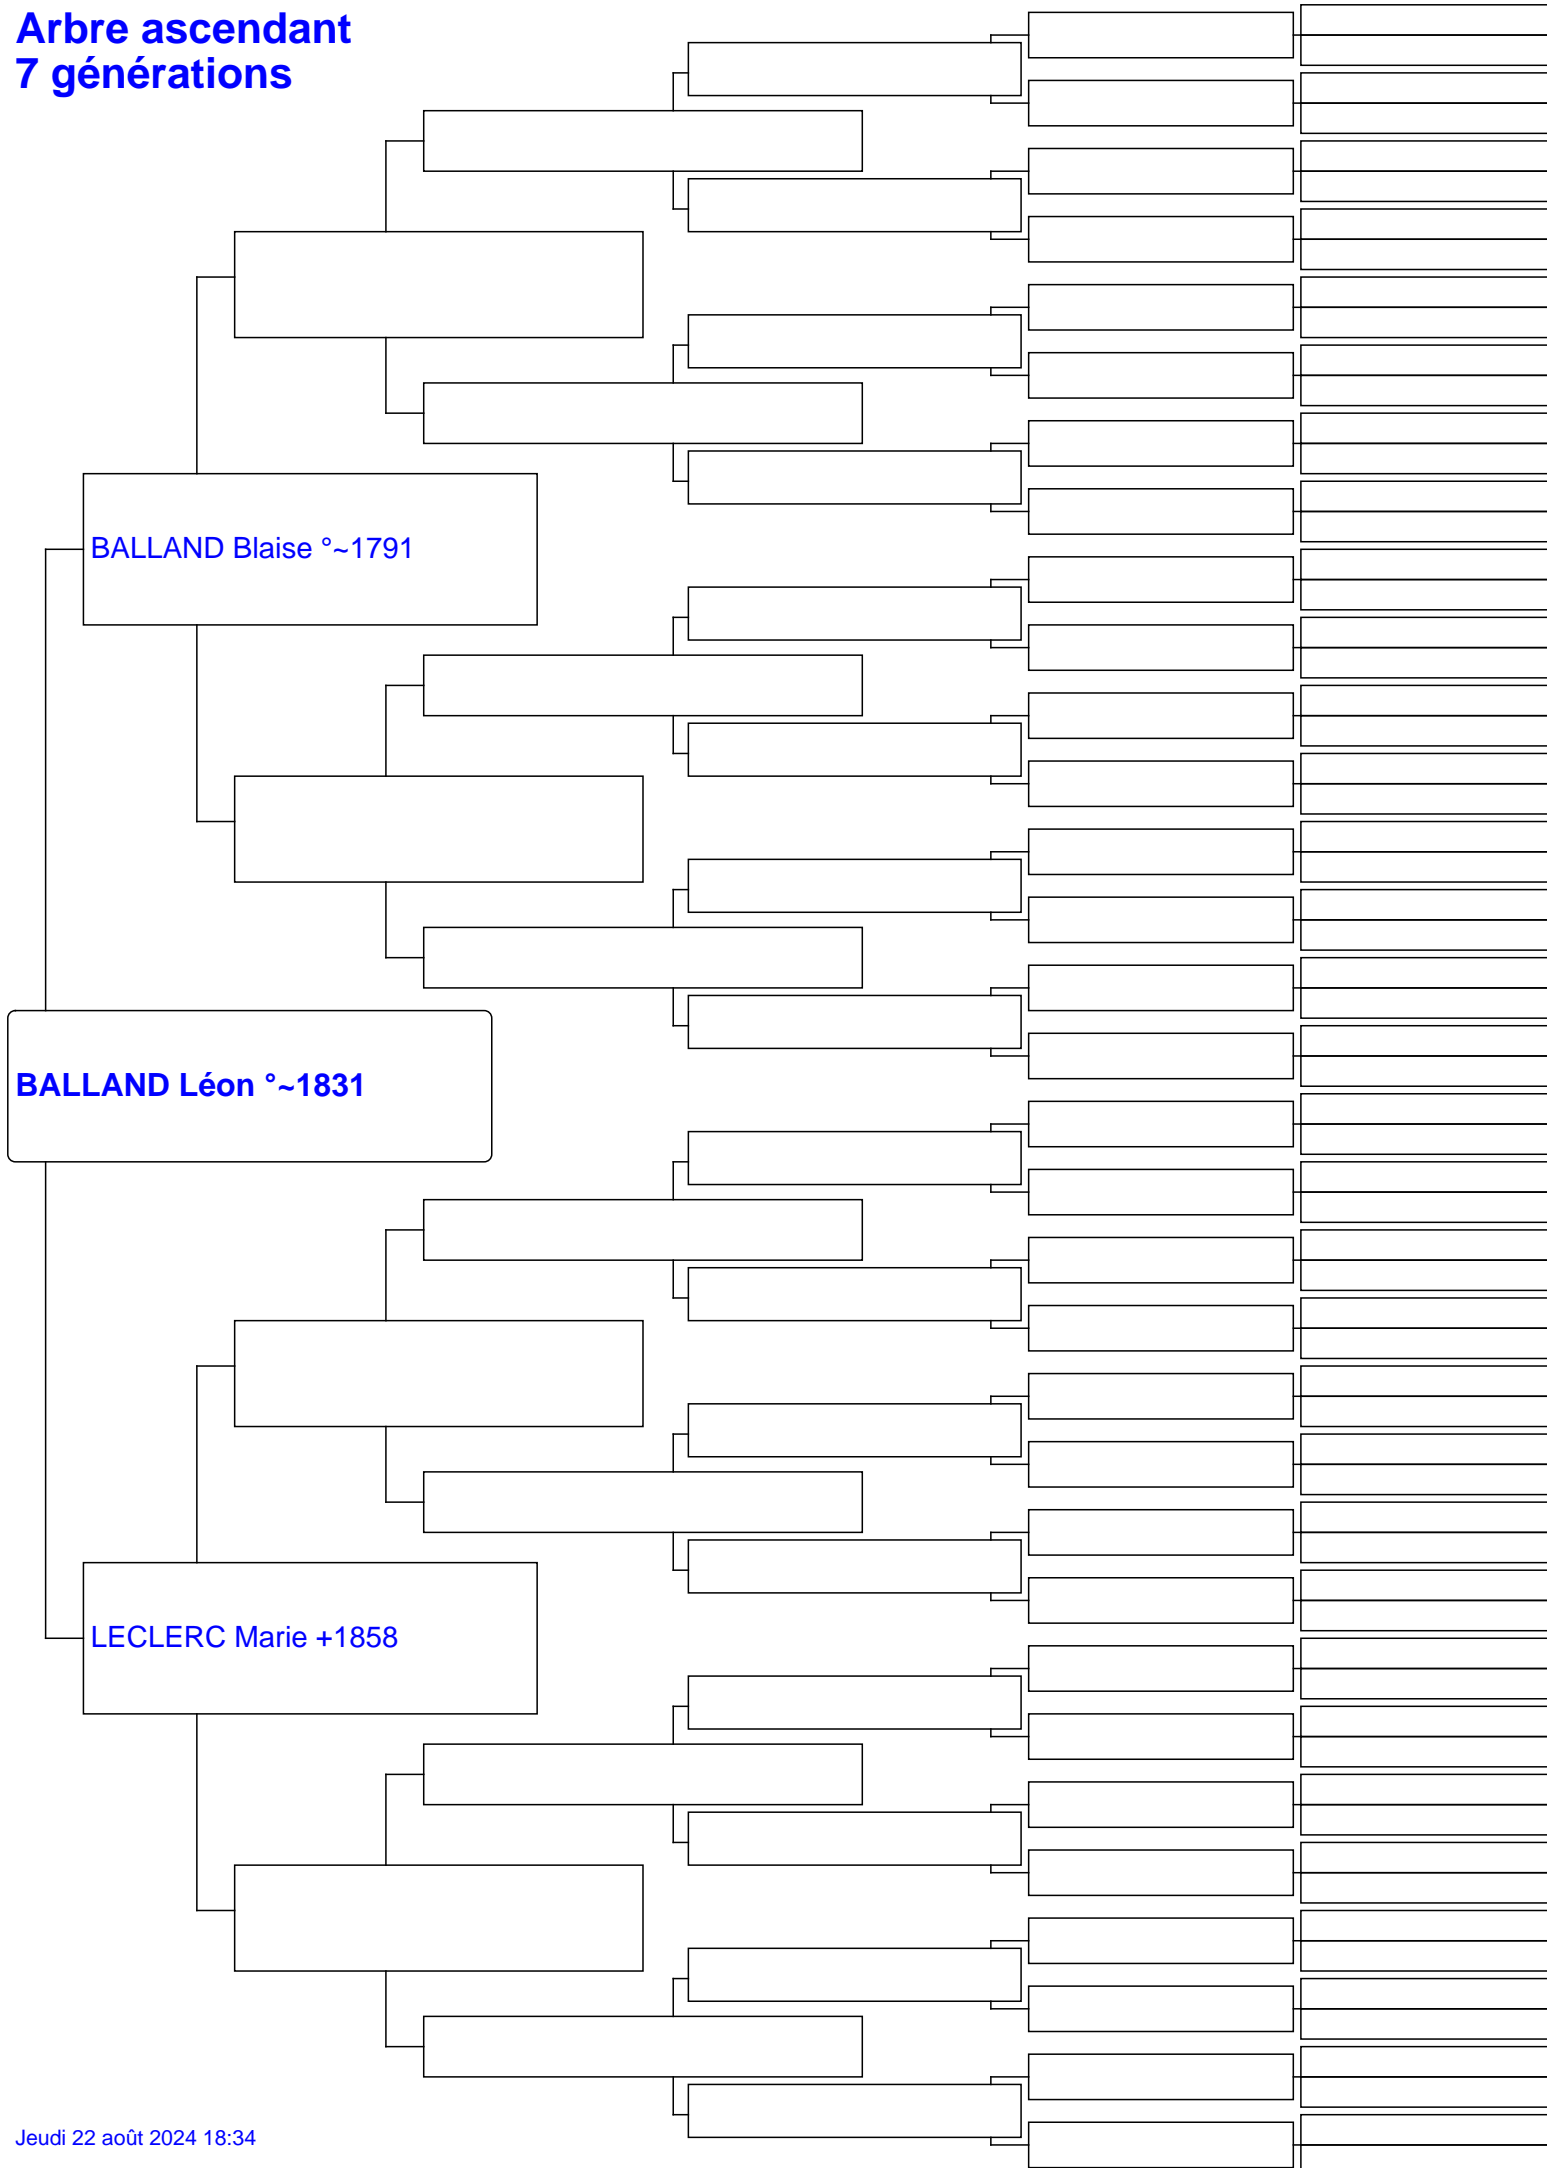 Arbre ascendant
7 générations
BALLAND Blaise °~1791
BALLAND Léon °~1831
LECLERC Marie +1858
Jeudi 22 août 2024 18:34